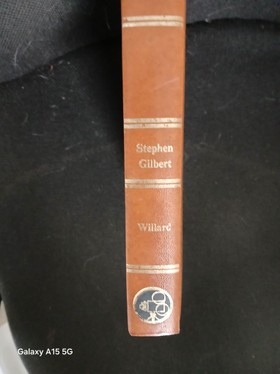 Stephen
Gilbert
Willard
Galaxy A15 5G